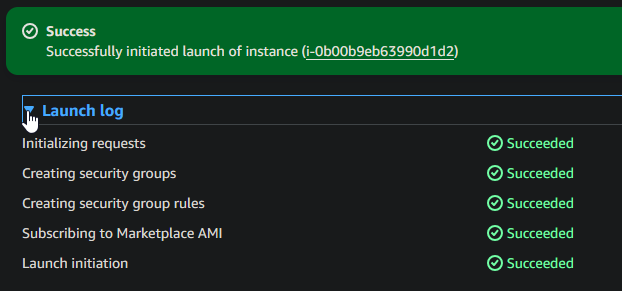 Success
Successfully initiated launch of instance (i-0b00b9eb63990d1d2)
Launch log
Initializing requests Succeeded
Creating security groups Succeeded
Creating security group rules Succeeded
Subscribing to Marketplace AMI Succeeded
Launch initiation Succeeded